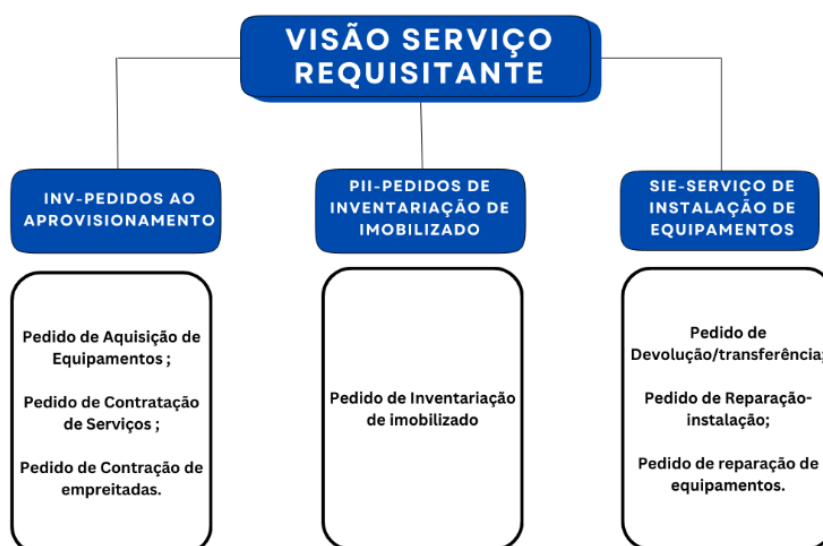 VISÃO SERVIÇO
REQUISITANTE
INV-PEDIDOS AO
APROVISIONAMENTO
PII-PEDIDOS DE
INVENTARIAÇÃO DE
IMOBILIZADO
SIE-SERVIÇO DE
INSTALAÇÃO DE
EQUIPAMENTOS
Pedido de Aquisição de
Equipamentos ;
Pedido de Contratação
de Serviços ;
Pedido de Contração de
empreitadas.
Pedido de Inventariação
de imobilizado
Pedido de
Devolução/transferência;
Pedido de Reparação-
instalação;
Pedido de reparação de
equipamentos.